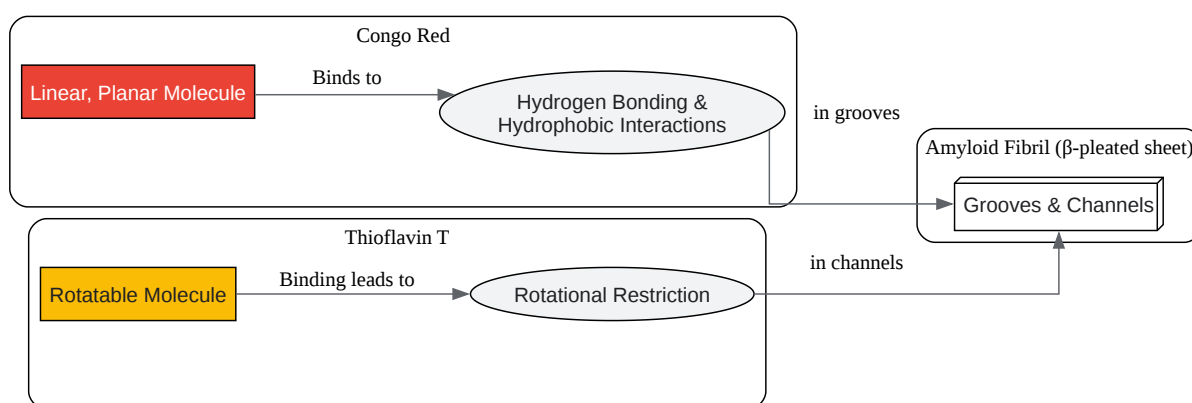 Congo Red
Linear, Planar Molecule
Binds to
Hydrogen Bonding &
Hydrophobic Interactions
in grooves
Amyloid Fibril (β-pleated sheet)
Grooves & Channels
Thioflavin T
Rotatable Molecule
Binding leads to
Rotational Restriction
in channels